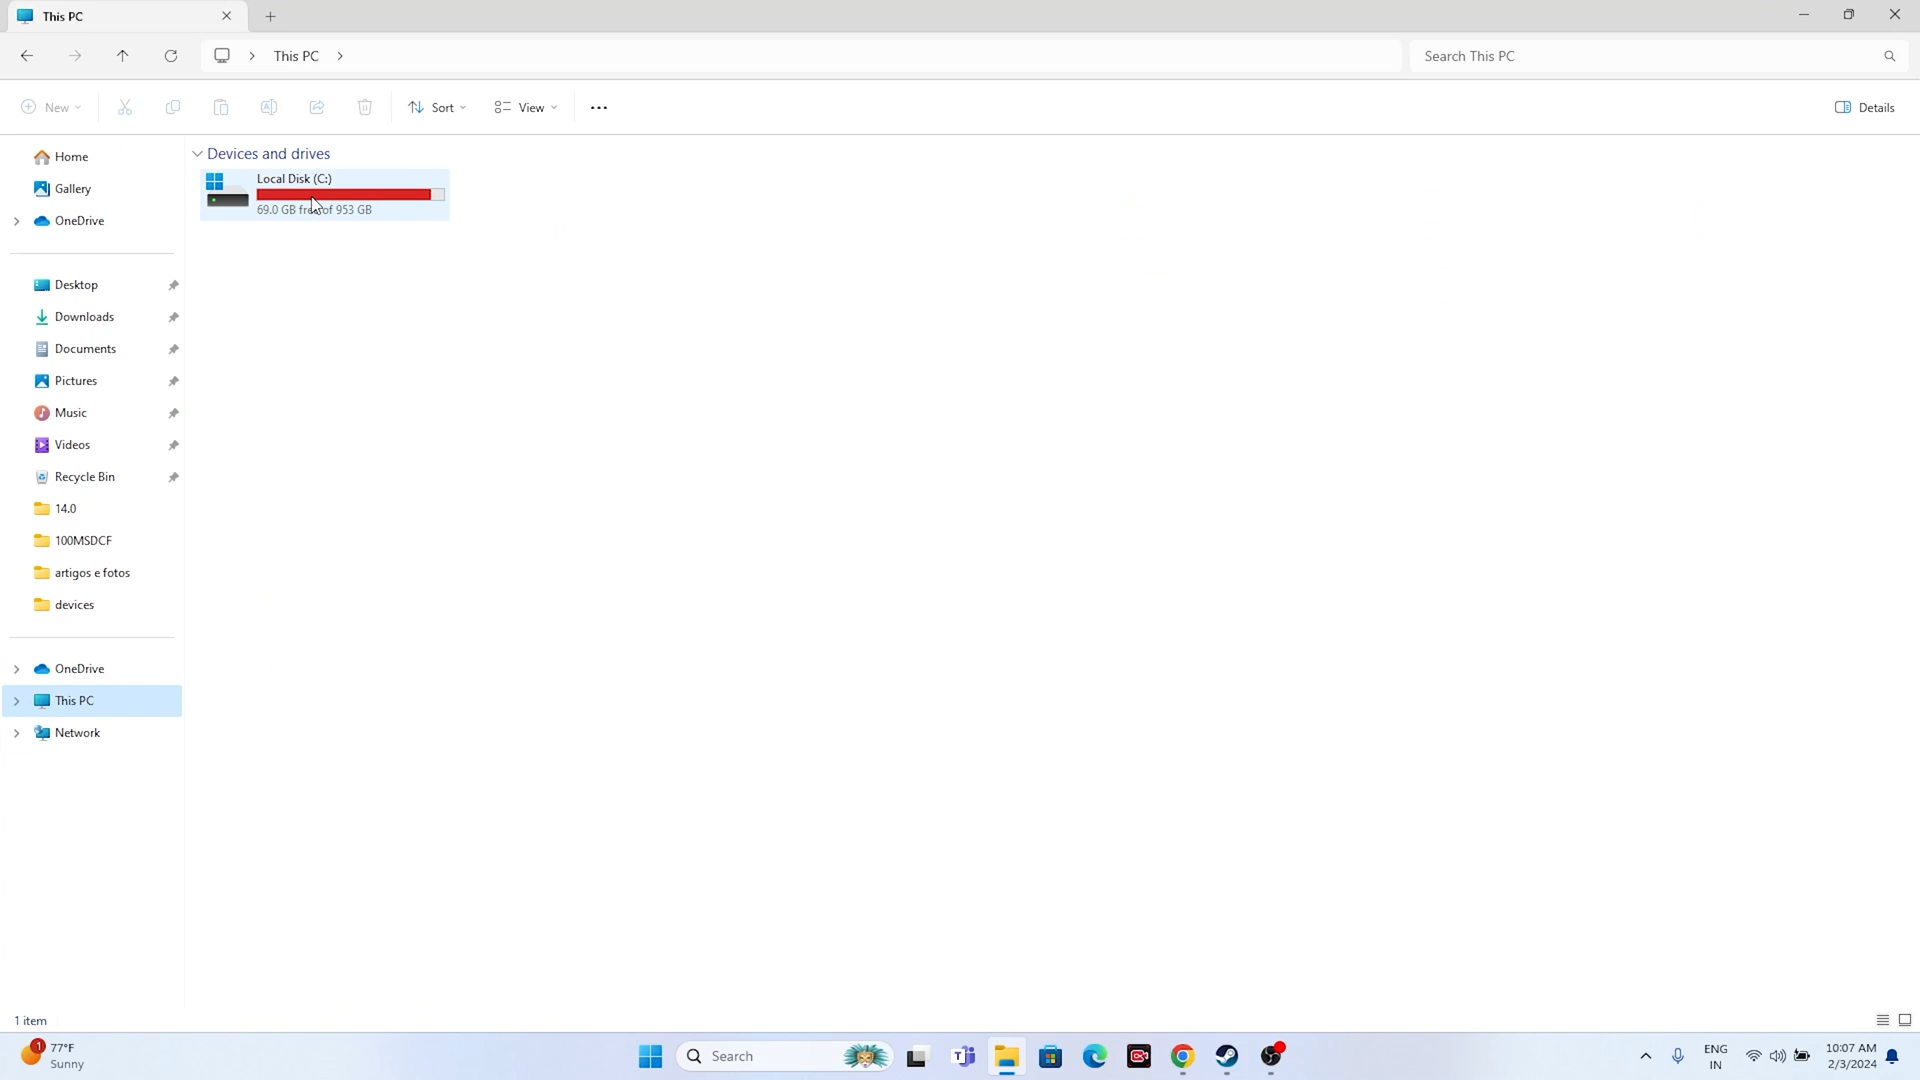 This PC
This PC
Search This PC
New
Sort
View
Details
Home
Gallery
OneDrive
Desktop
Downloads
Documents
Pictures
Music
Videos
Recycle Bin
14.0
100MSDCF
artigos e fotos
devices
OneDrive
This PC
Network
Devices and drives
Local Disk (C:)
69.0 GB free of 953 GB
1 item
1
77°F
Sunny
Search
ENG
IN
10:07 AM
2/3/2024